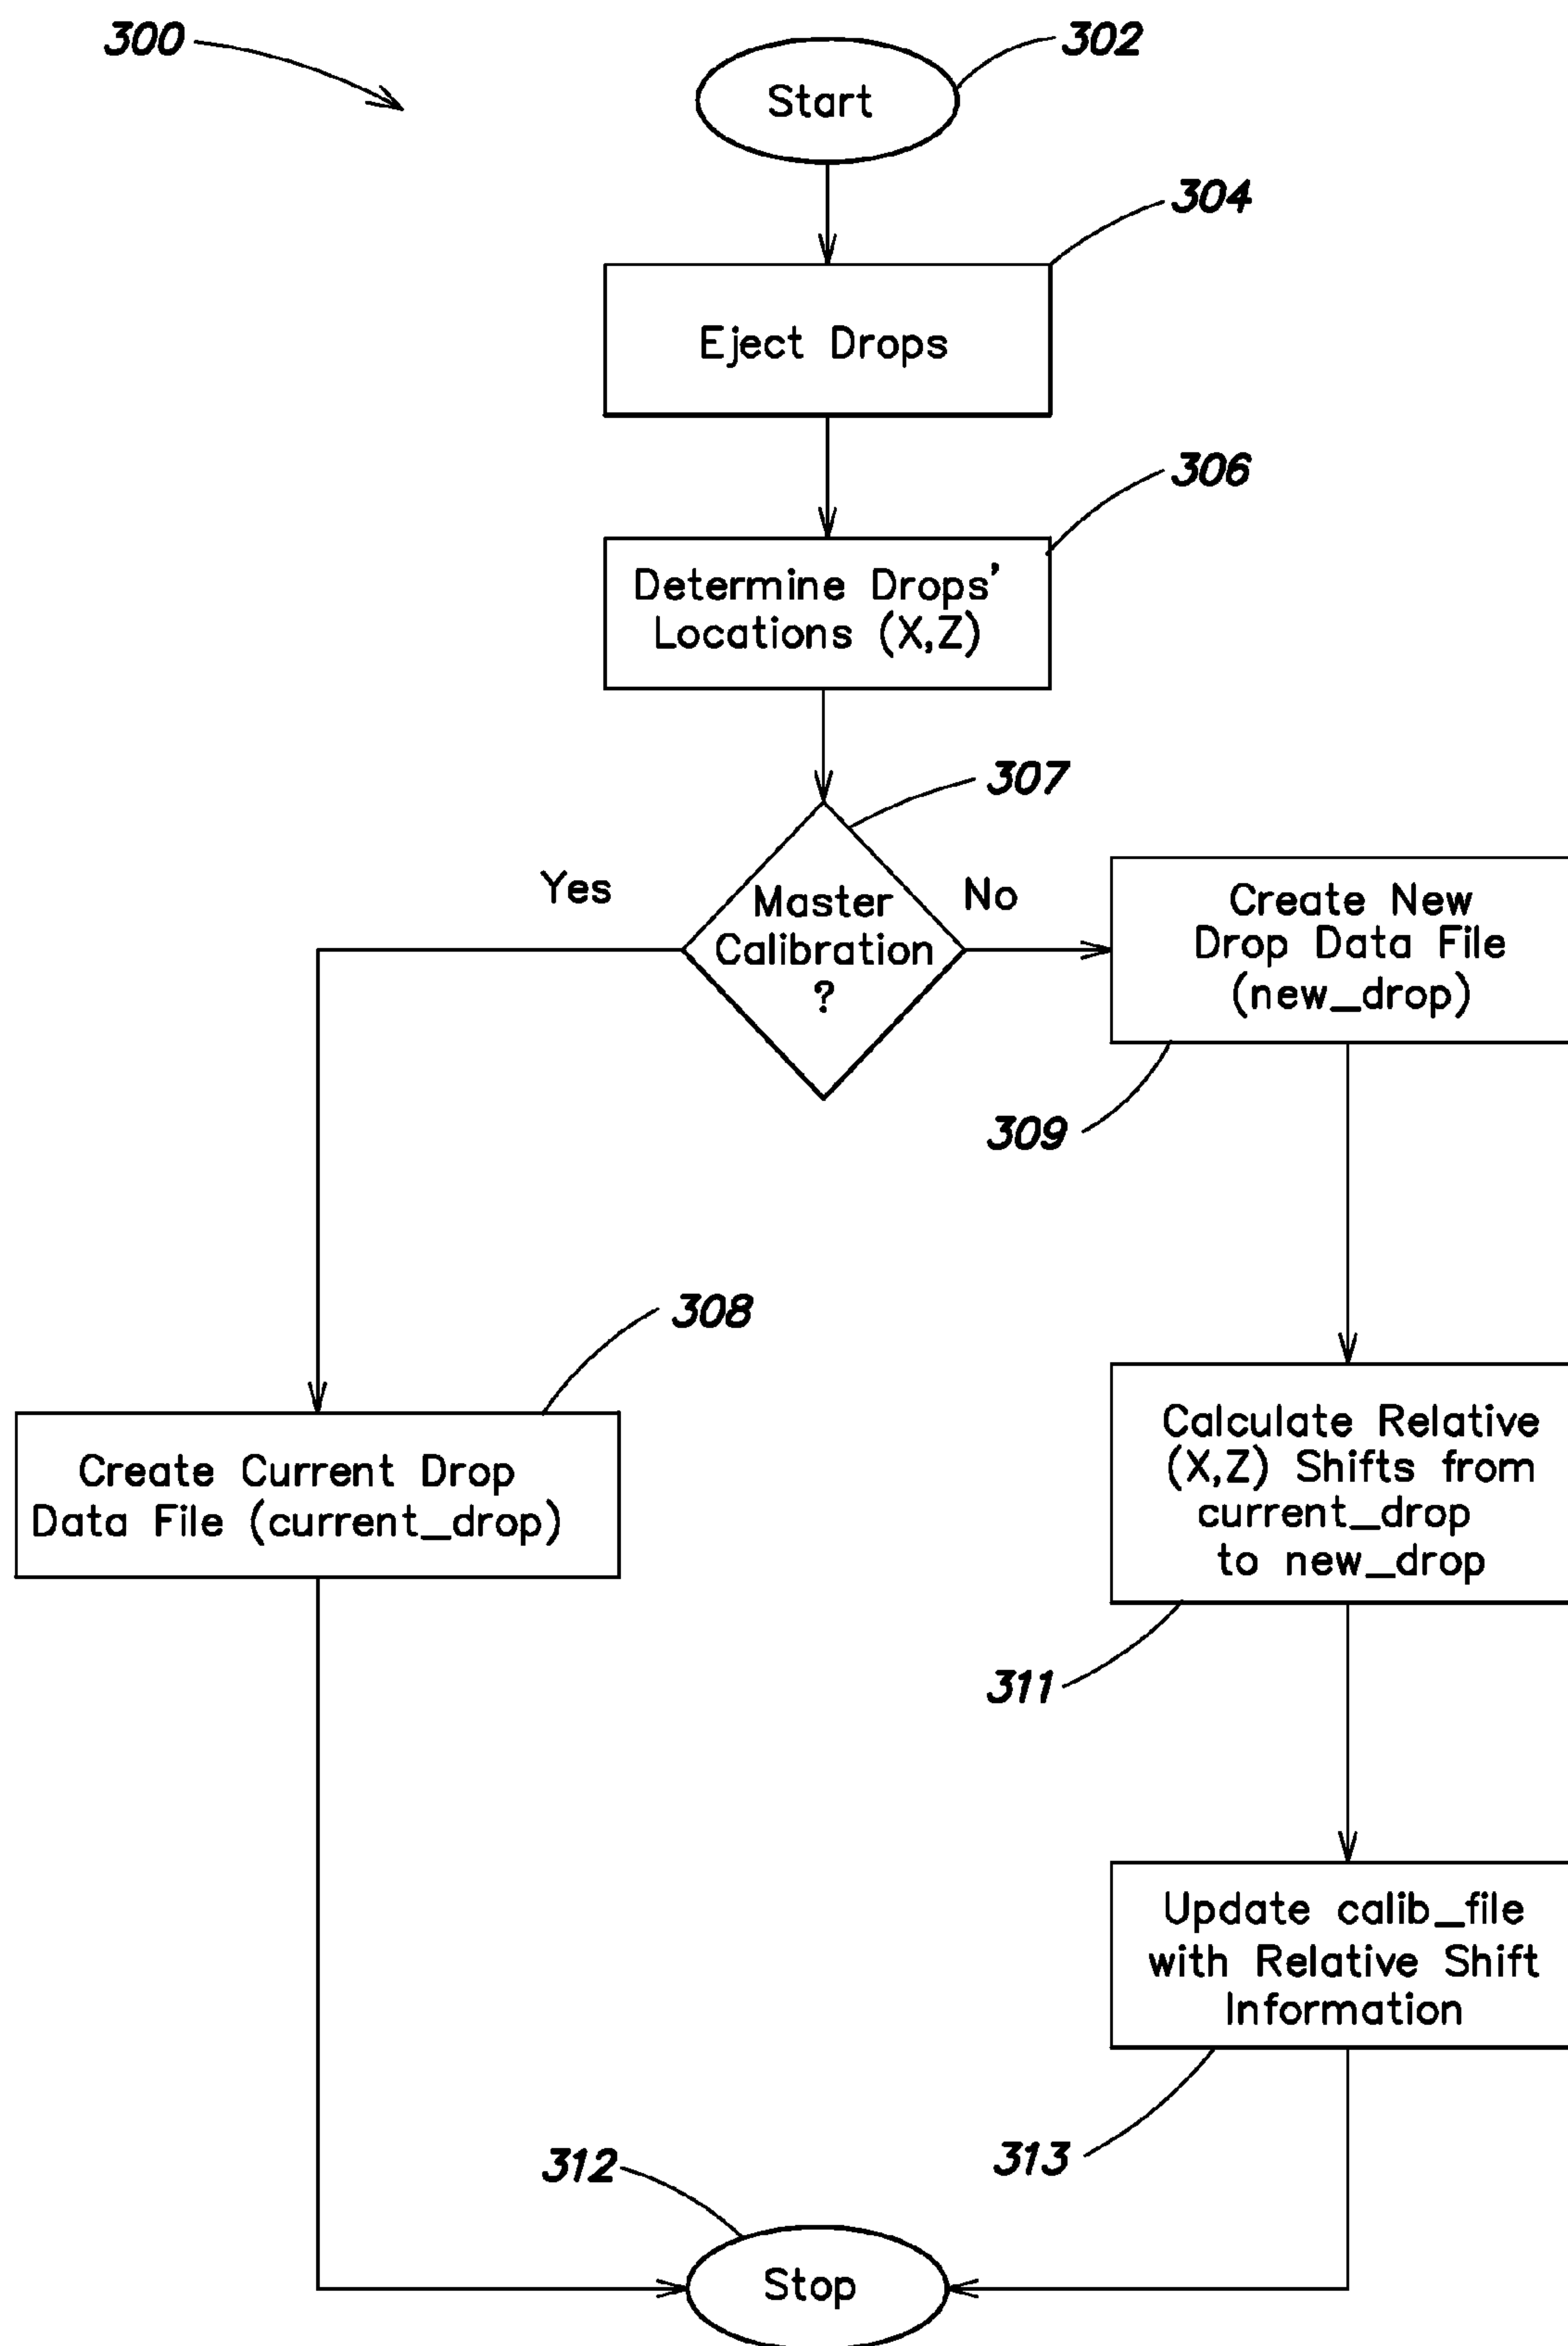 300
302
Start
304
Eject Drops
306
Determine Drops'
Locations (X,Z)
307
Yes
Master
Calibration
?
No
Create New
Drop Data File
(new_drop)
309
308
Create Current Drop
Data File (current_drop)
Calculate Relative
(X,Z) Shifts from
current_drop
to new_drop
311
Update calib_file
with Relative Shift
Information
313
312
Stop